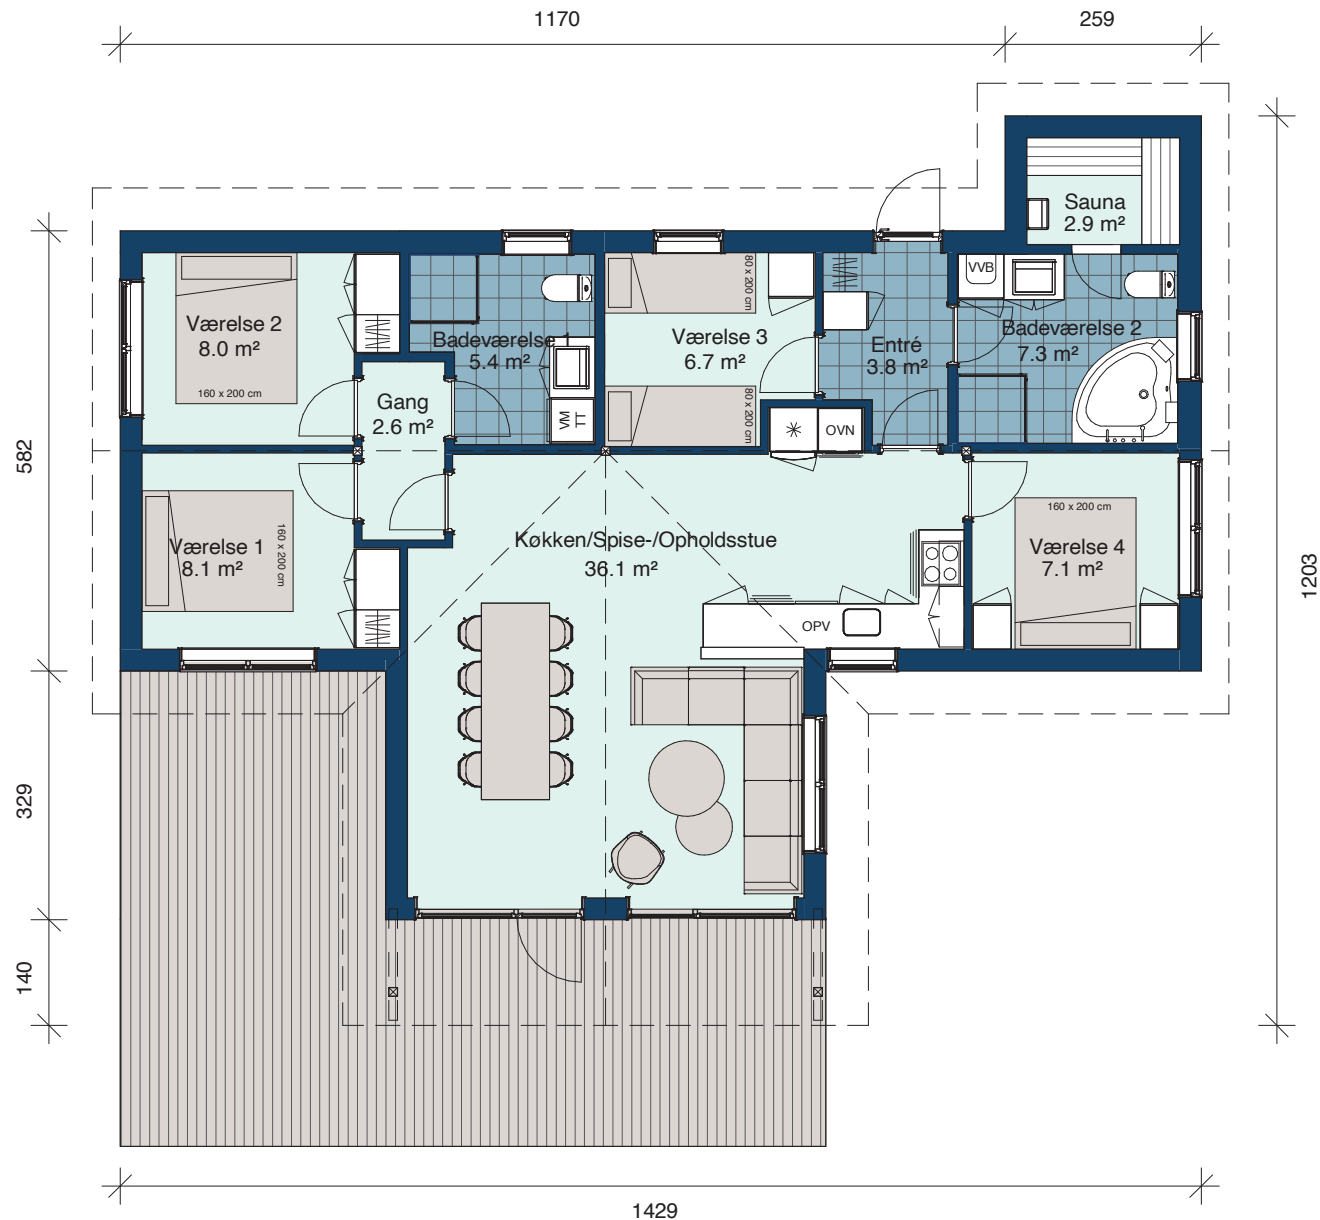 1170
259
Sauna
2.9 m²
Værelse 2
8.0 m²
160 x 200 cm
Badeværelse 1
5.4 m²
VM
TT
80 x 200 cm
Værelse 3
6.7 m²
80 x 200 cm
Entré
3.8 m²
VVB
Badeværelse 2
7.3 m²
Gang
2.6 m²
OVN
582
Værelse 1
8.1 m²
160 x 200 cm
Køkken/Spise-/Opholdsstue
36.1 m²
OPV
160 x 200 cm
Værelse 4
7.1 m²
1203
329
140
1429